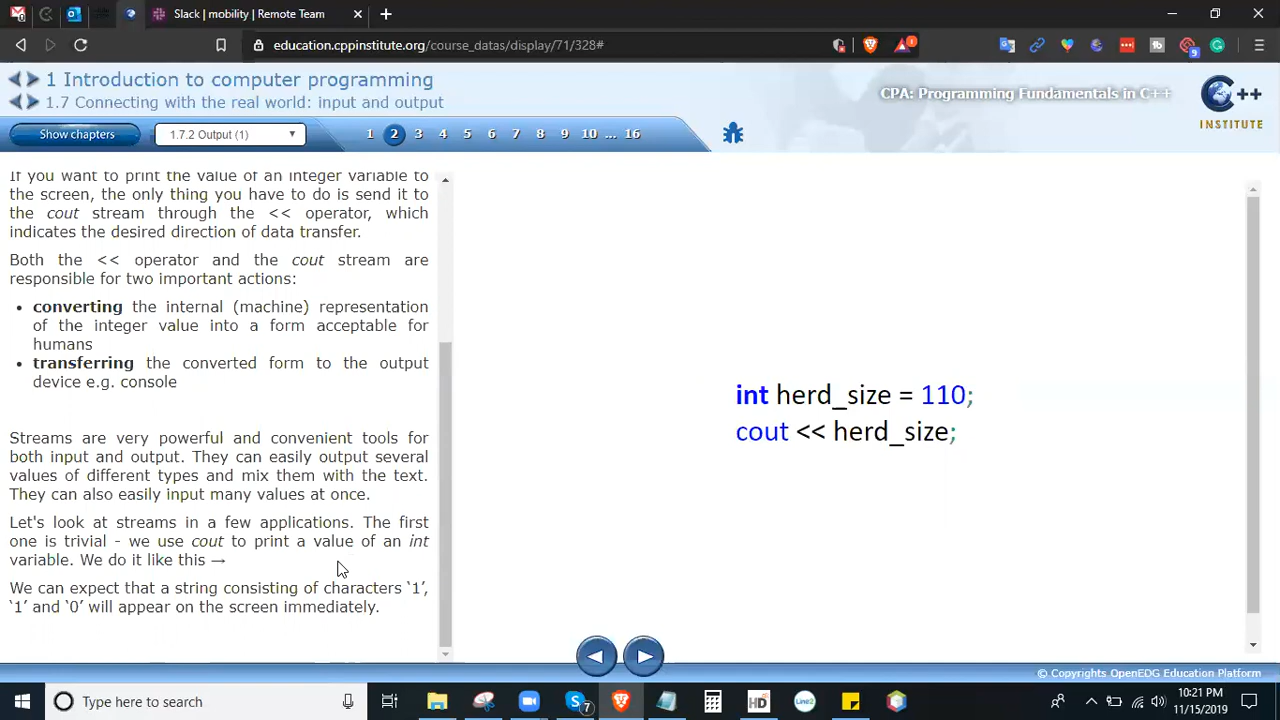 Slack | mobility | Remote Team
education.cppinstitute.org/course_datas/display/71/328#
1 Introduction to computer programming
1.7 Connecting with the real world: input and output
CPA: Programming Fundamentals in C++
++
INSTITUTE
Show chapters
1.7.2 Output (1)
1 2 3 4 5 6 7 8 9 10 ... 16
If you want to print the value of an integer variable to
the screen, the only thing you have to do is send it to
the cout stream through the << operator, which
indicates the desired direction of data transfer.
Both the << operator and the cout stream are
responsible for two important actions:
• converting the internal (machine) representation
of the integer value into a form acceptable for
humans
• transferring the converted form to the output
device e.g. console
Streams are very powerful and convenient tools for
both input and output. They can easily output several
values of different types and mix them with the text.
They can also easily input many values at once.
Let's look at streams in a few applications. The first
one is trivial - we use cout to print a value of an int
variable. We do it like this →
We can expect that a string consisting of characters ‘1’,
‘1’ and ‘0’ will appear on the screen immediately.
int herd_size = 110;
cout << herd_size;
© Copyrights OpenEDG Education Platform
Type here to search
7
HD
Line2
10:21 PM
11/15/2019